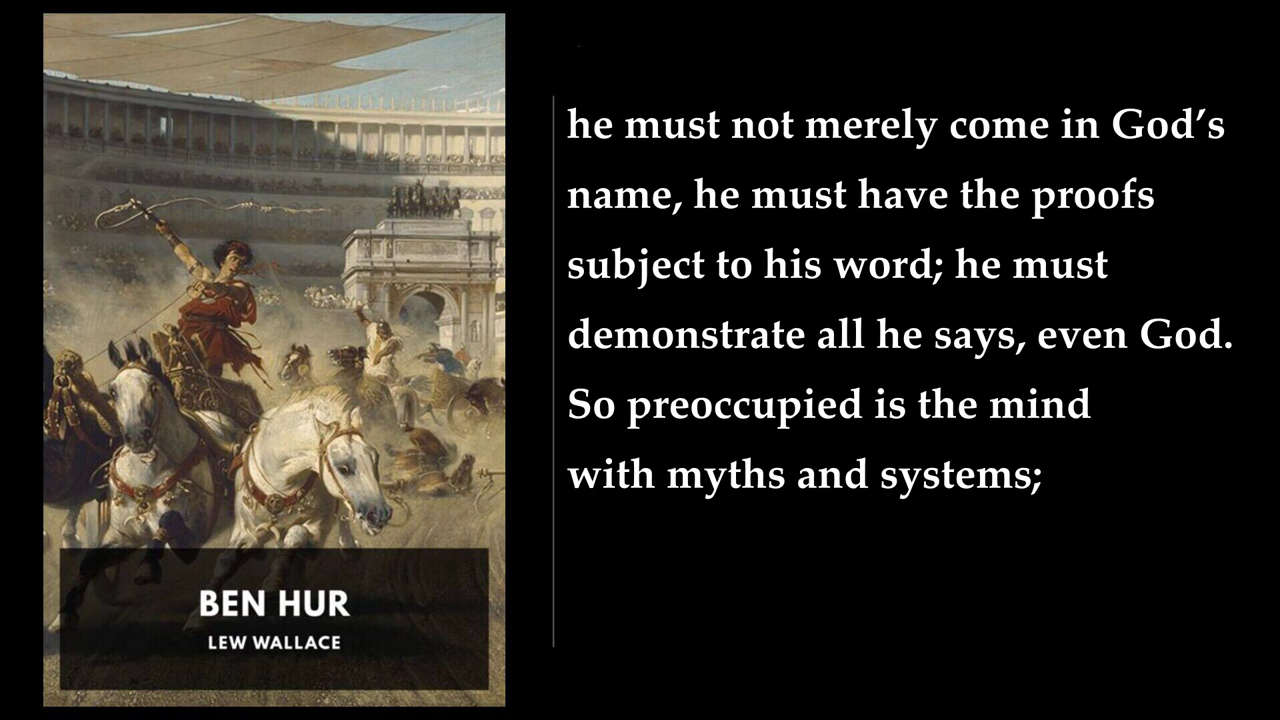 BEN HUR
LEW WALLACE
he must not merely come in God’s
name, he must have the proofs
subject to his word; he must
demonstrate all he says, even God.
So preoccupied is the mind
with myths and systems;